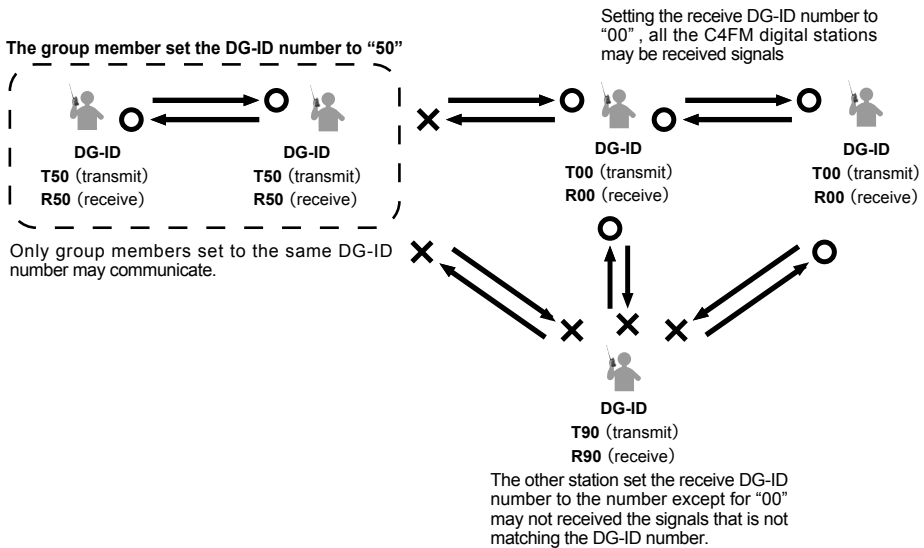 Setting the receive DG-ID number to
“00” , all the C4FM digital stations
may be received signals
The group member set the DG-ID number to “50”
DG-ID
T50 (transmit)
R50 (receive)
DG-ID
T50 (transmit)
R50 (receive)
DG-ID
T00 (transmit)
R00 (receive)
DG-ID
T00 (transmit)
R00 (receive)
Only group members set to the same DG-ID
number may communicate.
DG-ID
T90 (transmit)
R90 (receive)
The other station set the receive DG-ID
number to the number except for “00”
may not received the signals that is not
matching the DG-ID number.